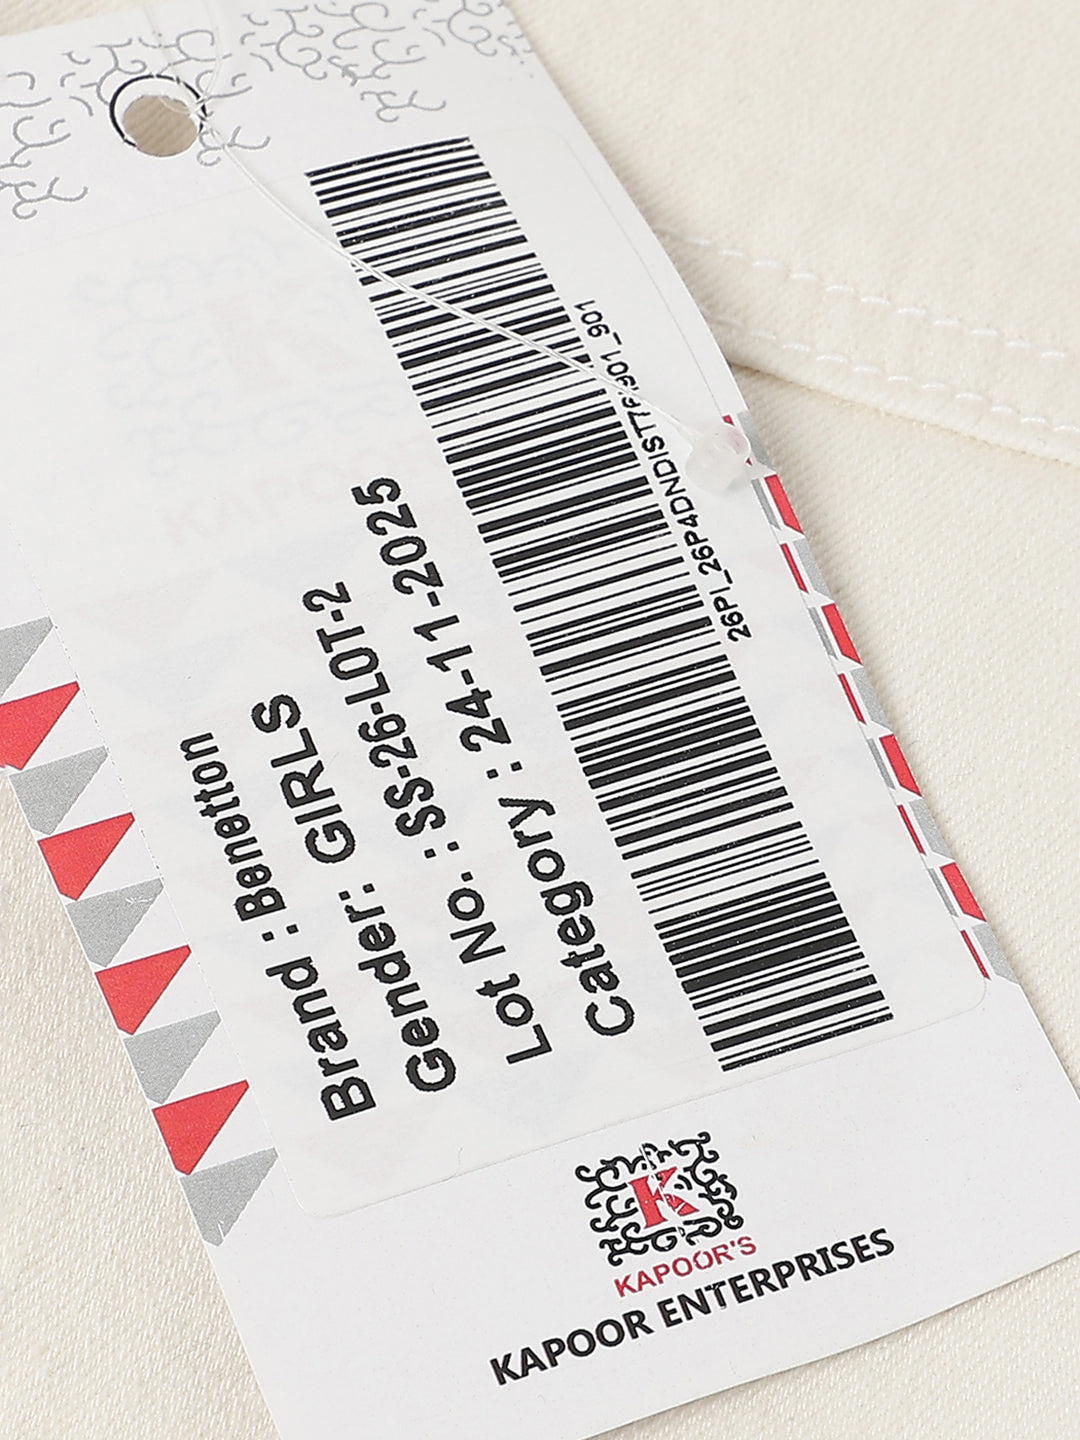 Brand : Benetton
Gender: GIRLS
Lot No. : SS-26-LOT-2
Category : 24-11-2025
K
KAPOOR'S
KAPOOR ENTERPRISES